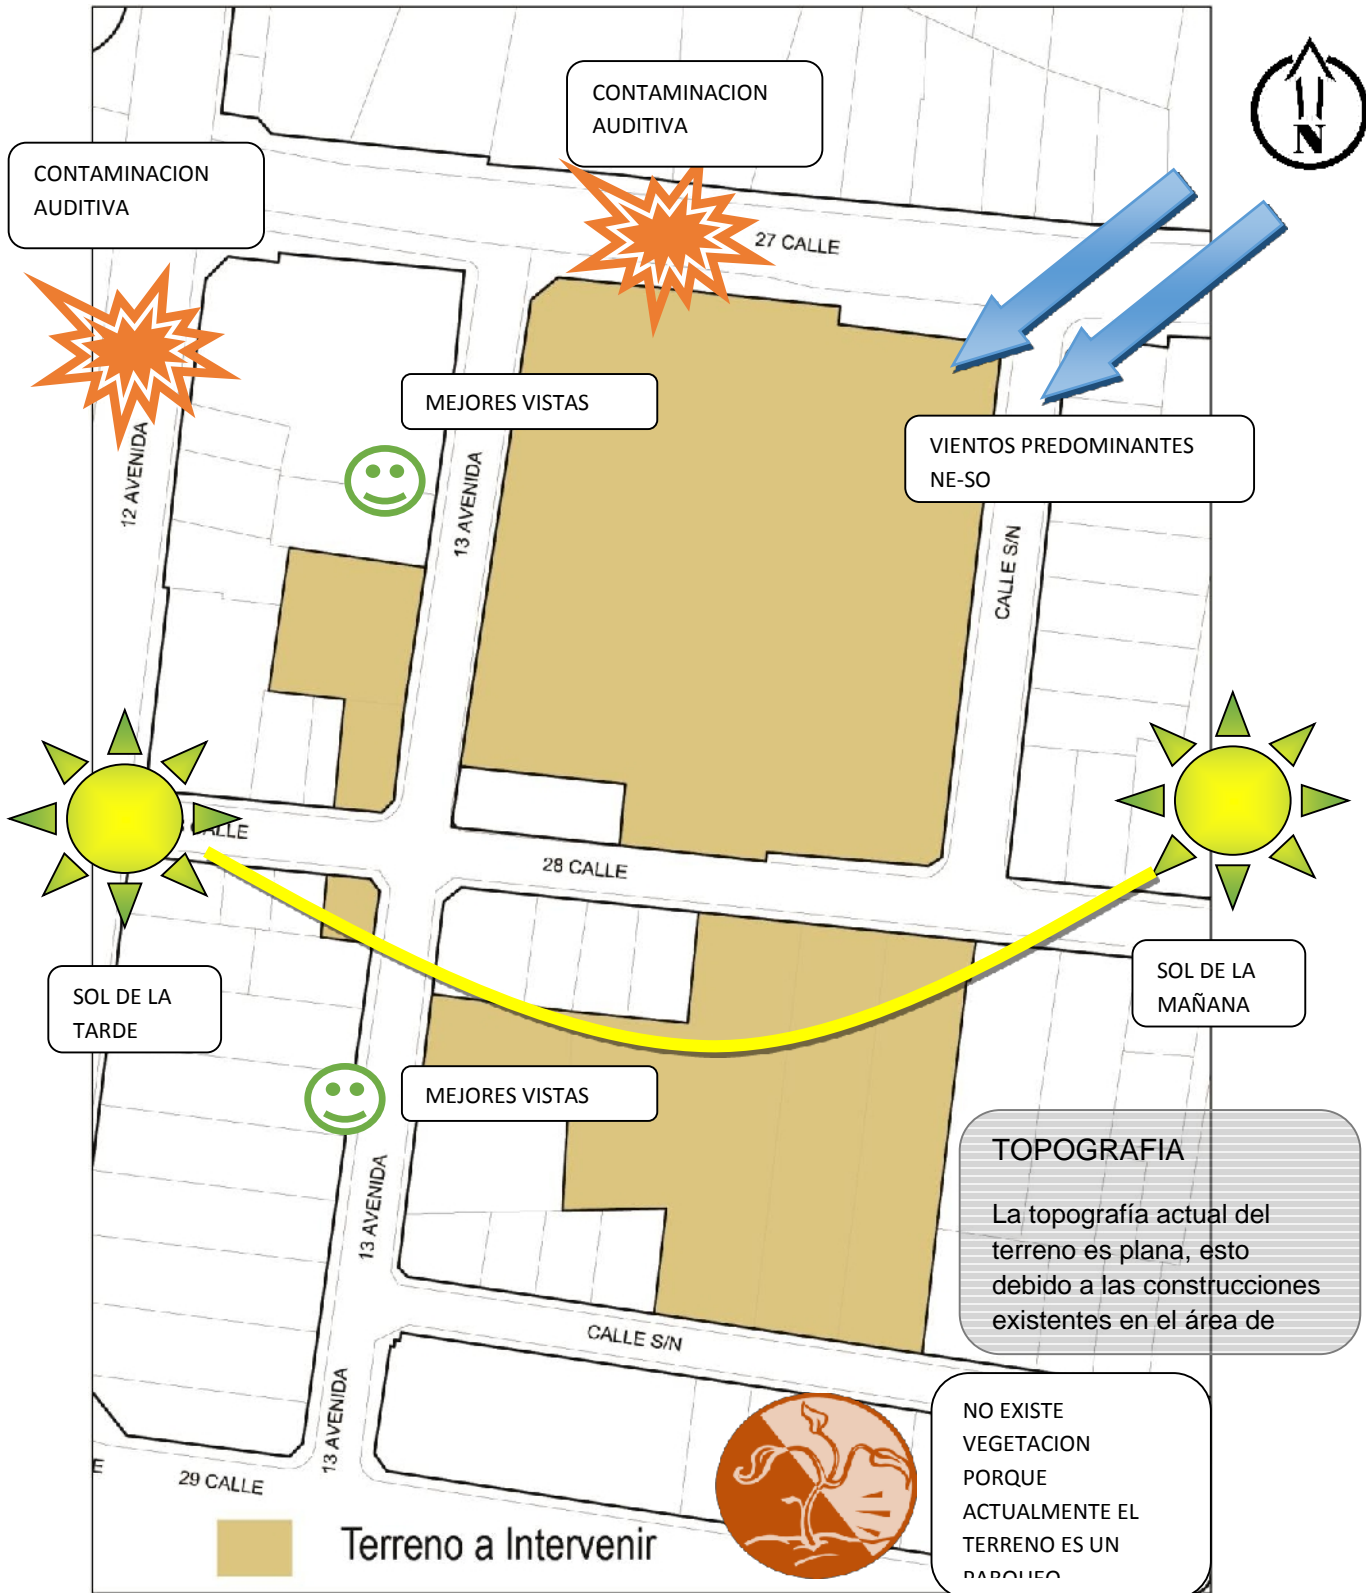 CONTAMINACION
AUDITIVA
N
CONTAMINACION
AUDITIVA
27 CALLE
MEJORES VISTAS
VIENTOS PREDOMINANTES
NE-SO
12 AVENIDA
13 AVENIDA
CALLE S/N
CALLE
28 CALLE
SOL DE LA
TARDE
SOL DE LA
MAÑANA
MEJORES VISTAS
13 AVENIDA
TOPOGRAFIA
La topografía actual del
terreno es plana, esto
debido a las construcciones
existentes en el área de
CALLE S/N
13 AVENIDA
NO EXISTE
VEGETACION
PORQUE
ACTUALMENTE EL
TERRENO ES UN
PARQUEO
E
29 CALLE
Terreno a Intervenir